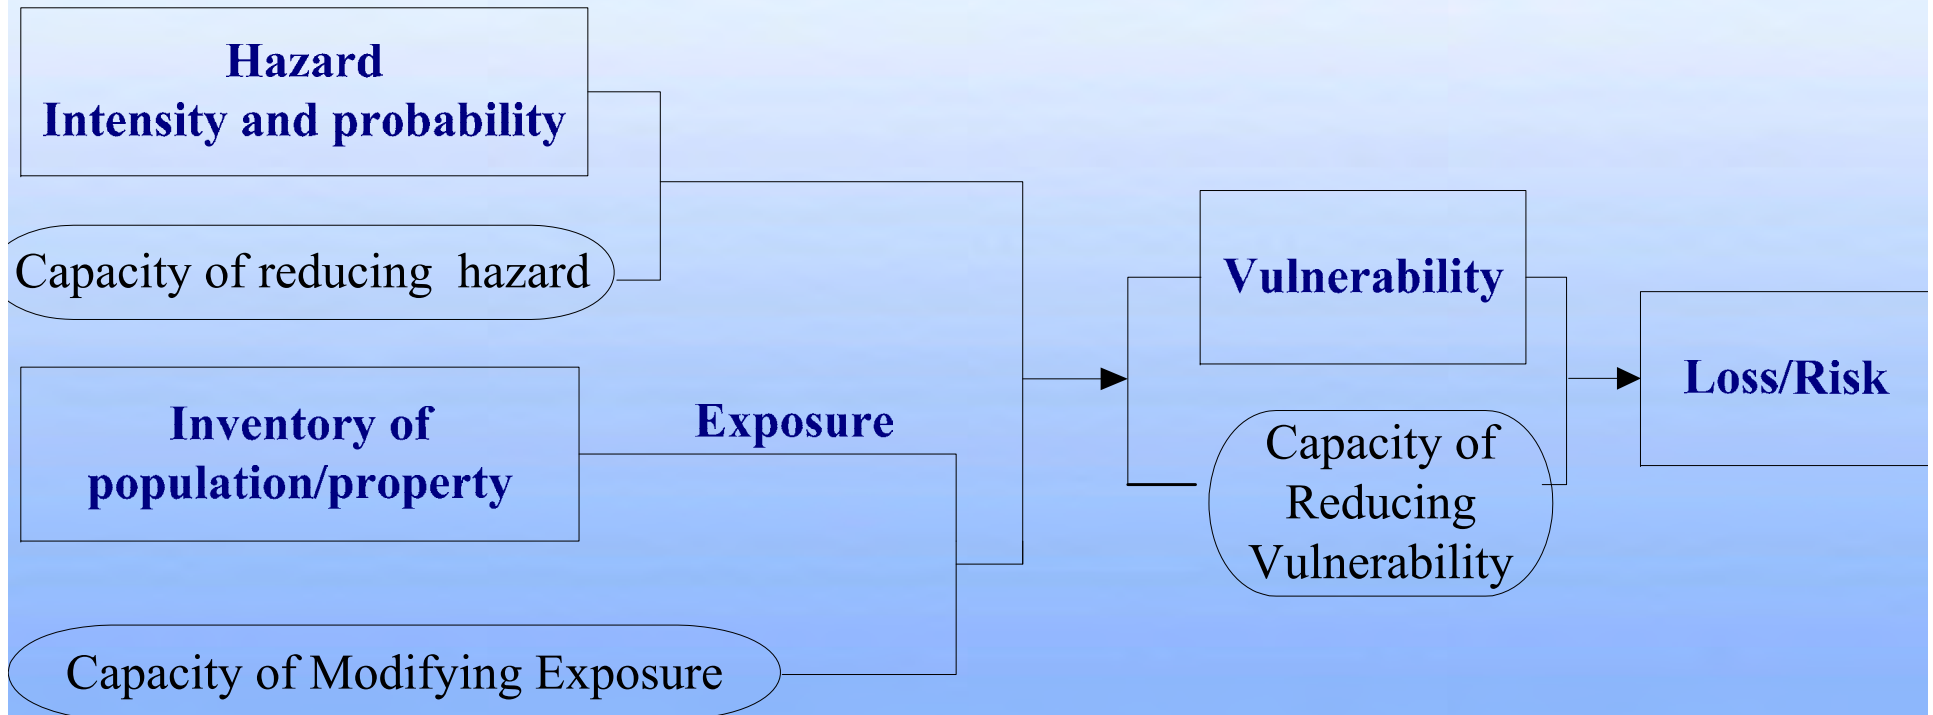 Hazard
Intensity and probability
Capacity of reducing  hazard
Inventory of
population/property
Exposure
Capacity of Modifying Exposure
Vulnerability
Capacity of
Reducing
Vulnerability
Loss/Risk